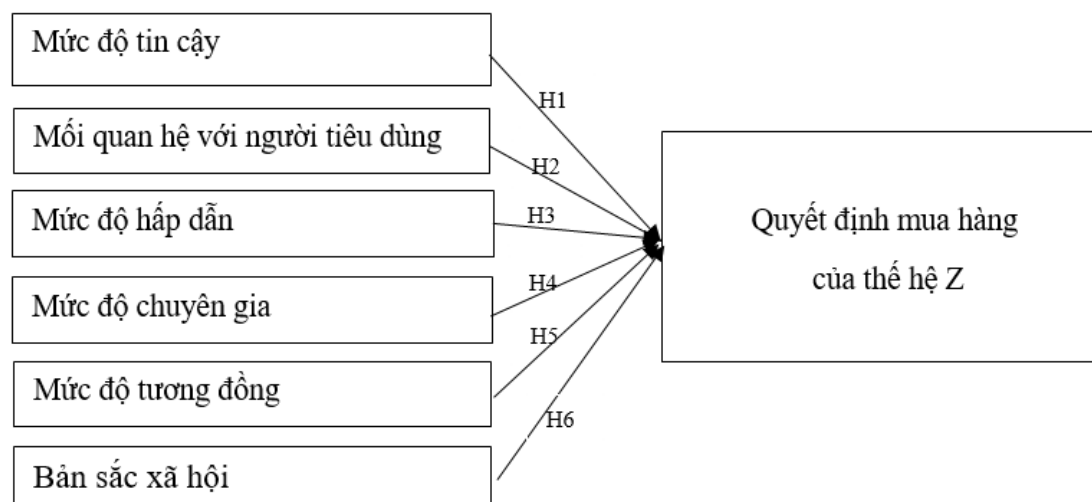 Mức độ tin cậy
H1
Mối quan hệ với người tiêu dùng
H2
Mức độ hấp dẫn
H3
Mức độ chuyên gia
H4
Mức độ tương đồng
H5
Bản sắc xã hội
H6
Quyết định mua hàng
của thế hệ Z